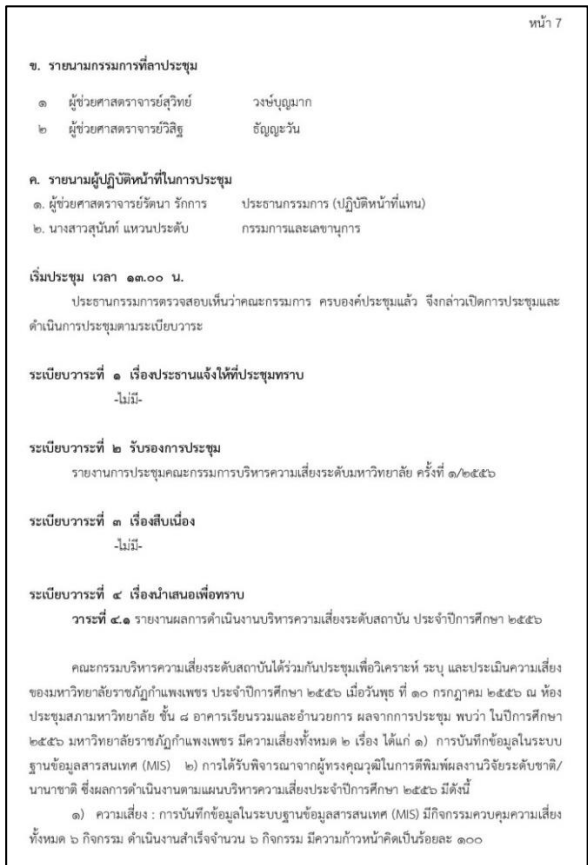 หน้า 7
ข. รายนามกรรมการที่ลาประชุม
๑ ผู้ช่วยศาสตราจารย์สุวิทย์ วงษ์บุญมาก
๒ ผู้ช่วยศาสตราจารย์วิสิฐ ธัญญะวัน
ค. รายนามผู้ปฏิบัติหน้าที่ในการประชุม
๑. ผู้ช่วยศาสตราจารย์รัตนา รักการ ประธานกรรมการ (ปฏิบัติหน้าที่แทน)
๒. นางสาวสุนันท์ แหวนประดับ กรรมการและเลขานุการ
เริ่มประชุม เวลา ๑๓.๐๐ น.
ประธานกรรมการตรวจสอบเห็นว่าคณะกรรมการ ครบองค์ประชุมแล้ว จึงกล่าวเปิดการประชุมและ
ดำเนินการประชุมตามระเบียบวาระ
ระเบียบวาระที่ ๑ เรื่องประธานแจ้งให้ที่ประชุมทราบ
-ไม่มี-
ระเบียบวาระที่ ๒ รับรองการประชุม
รายงานการประชุมคณะกรรมการบริหารความเสี่ยงระดับมหาวิทยาลัย ครั้งที่ ๑/๒๕๕๖
ระเบียบวาระที่ ๓ เรื่องสืบเนื่อง
-ไม่มี-
ระเบียบวาระที่ ๔ เรื่องนำเสนอเพื่อทราบ
วาระที่ ๔.๑ รายงานผลการดำเนินงานบริหารความเสี่ยงระดับสถาบัน ประจำปีการศึกษา ๒๕๕๖
คณะกรรมบริหารความเสี่ยงระดับสถาบันได้ร่วมกันประชุมเพื่อวิเคราะห์ ระบุ และประเมินความเสี่ยง
ของมหาวิทยาลัยราชภัฏกำแพงเพชร ประจำปีการศึกษา ๒๕๕๖ เมื่อวันพุธ ที่ ๑๐ กรกฎาคม ๒๕๕๖ ณ ห้อง
ประชุมสภามหาวิทยาลัย ชั้น ๘ อาคารเรียนรวมและอำนวยการ ผลจากการประชุม พบว่า ในปีการศึกษา
๒๕๕๖ มหาวิทยาลัยราชภัฏกำแพงเพชร มีความเสี่ยงทั้งหมด ๒ เรื่อง ได้แก่ ๑) การบันทึกข้อมูลในระบบ
ฐานข้อมูลสารสนเทศ (MIS) ๒) การได้รับพิจารณาจากผู้ทรงคุณวุฒิในการตีพิมพ์ผลงานวิจัยระดับชาติ/
นานาชาติ ซึ่งผลการดำเนินงานตามแผนบริหารความเสี่ยงประจำปีการศึกษา ๒๕๕๖ มีดังนี้
๑) ความเสี่ยง : การบันทึกข้อมูลในระบบฐานข้อมูลสารสนเทศ (MIS) มีกิจกรรมควบคุมความเสี่ยง
ทั้งหมด ๖ กิจกรรม ดำเนินงานสำเร็จจำนวน ๖ กิจกรรม มีความก้าวหน้าคิดเป็นร้อยละ ๑๐๐